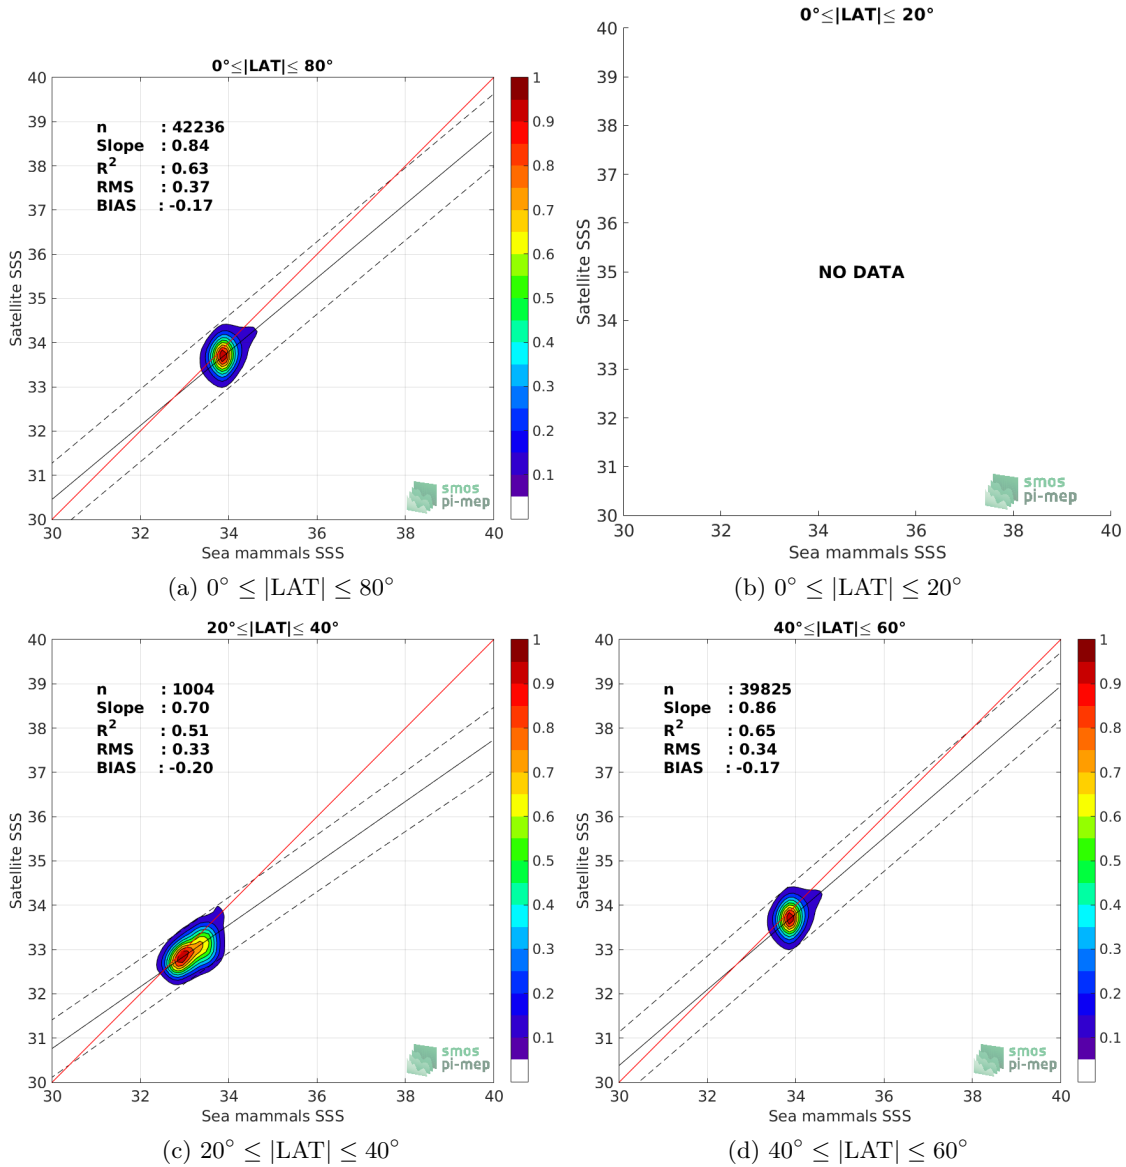 0°≤|LAT|≤ 80°
n : 42236
Slope : 0.84
R² : 0.63
RMS : 0.37
BIAS : -0.17
40
39
38
37
36
35
34
33
32
31
30
Satellite SSS
30 32 34 36 38 40
Sea mammals SSS
1
0.9
0.8
0.7
0.6
0.5
0.4
0.3
0.2
0.1
smos
pi-mep
(a) 0° ≤ |LAT| ≤ 80°
0°≤|LAT|≤ 20°
40
39
38
37
36
35
34
33
32
31
30
Satellite SSS
NO DATA
30 32 34 36 38 40
Sea mammals SSS
smos
pi-mep
(b) 0° ≤ |LAT| ≤ 20°
20°≤|LAT|≤ 40°
n : 1004
Slope : 0.70
R² : 0.51
RMS : 0.33
BIAS : -0.20
40
39
38
37
36
35
34
33
32
31
30
Satellite SSS
30 32 34 36 38 40
Sea mammals SSS
1
0.9
0.8
0.7
0.6
0.5
0.4
0.3
0.2
0.1
smos
pi-mep
(c) 20° ≤ |LAT| ≤ 40°
40°≤|LAT|≤ 60°
n : 39825
Slope : 0.86
R² : 0.65
RMS : 0.34
BIAS : -0.17
40
39
38
37
36
35
34
33
32
31
30
Satellite SSS
30 32 34 36 38 40
Sea mammals SSS
1
0.9
0.8
0.7
0.6
0.5
0.4
0.3
0.2
0.1
smos
pi-mep
(d) 40° ≤ |LAT| ≤ 60°